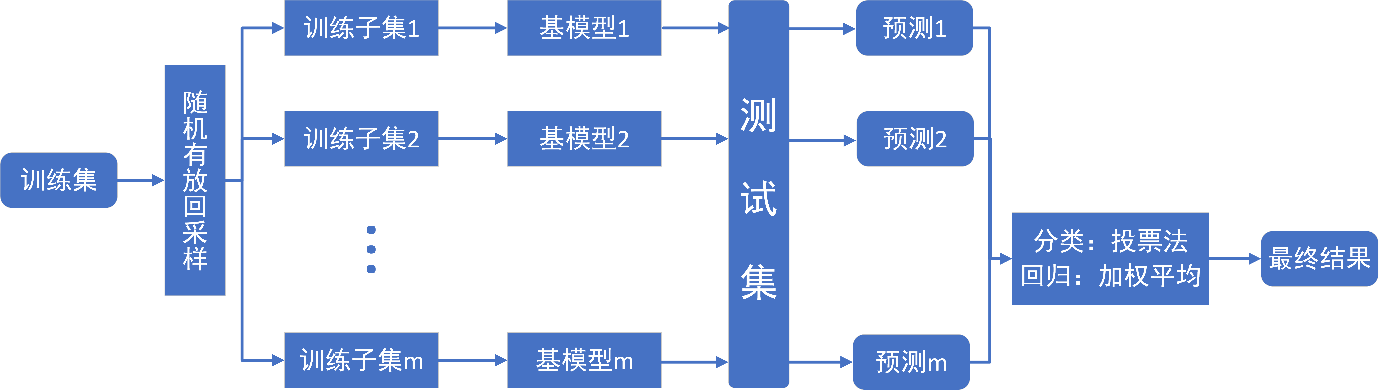 训练集
随机有放回采样
训练子集1
基模型1
训练子集2
基模型2
训练子集m
基模型m
测试集
预测1
预测2
预测m
分类：投票法
回归：加权平均
最终结果